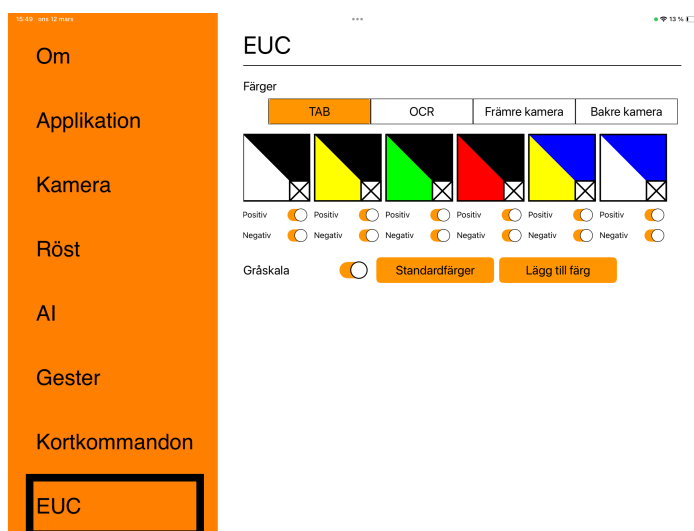 15:49 ons 12 mars
13 %
Om
Applikation
Kamera
Röst
AI
Gester
Kortkommandon
EUC
EUC
Färger
TAB OCR Främre kamera Bakre kamera
Positiv Positiv Positiv Positiv Positiv Positiv
Negativ Negativ Negativ Negativ Negativ Negativ
Gråskala Standardfärger Lägg till färg